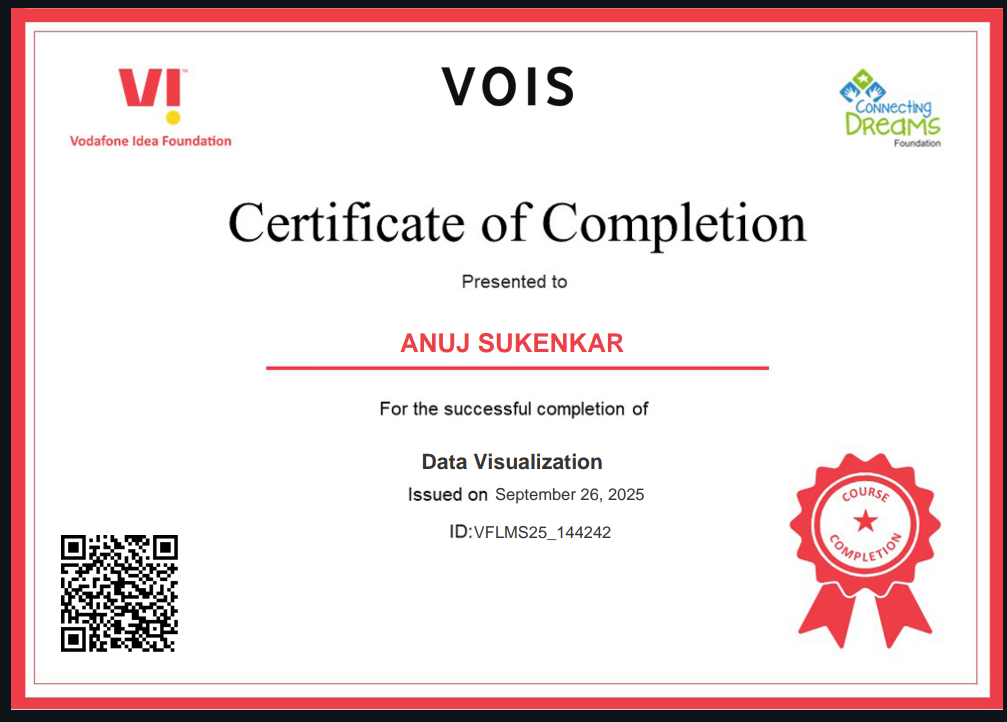 VI™
Vodafone Idea Foundation
VOIS
Connecting
Dreams
Foundation
Certificate of Completion
Presented to
ANUJ SUKENKAR
For the successful completion of
Data Visualization
Issued on September 26, 2025
ID:VFLMS25_144242
COURSE
COMPLETION